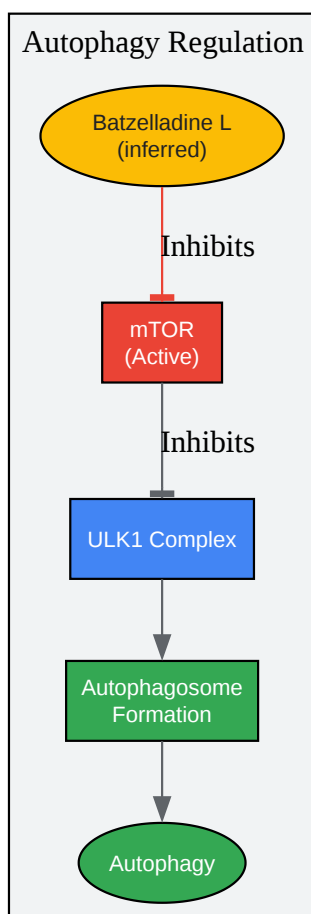 Autophagy Regulation
Batzelladine L
(inferred)
Inhibits
mTOR
(Active)
Inhibits
ULK1 Complex
Autophagosome
Formation
Autophagy